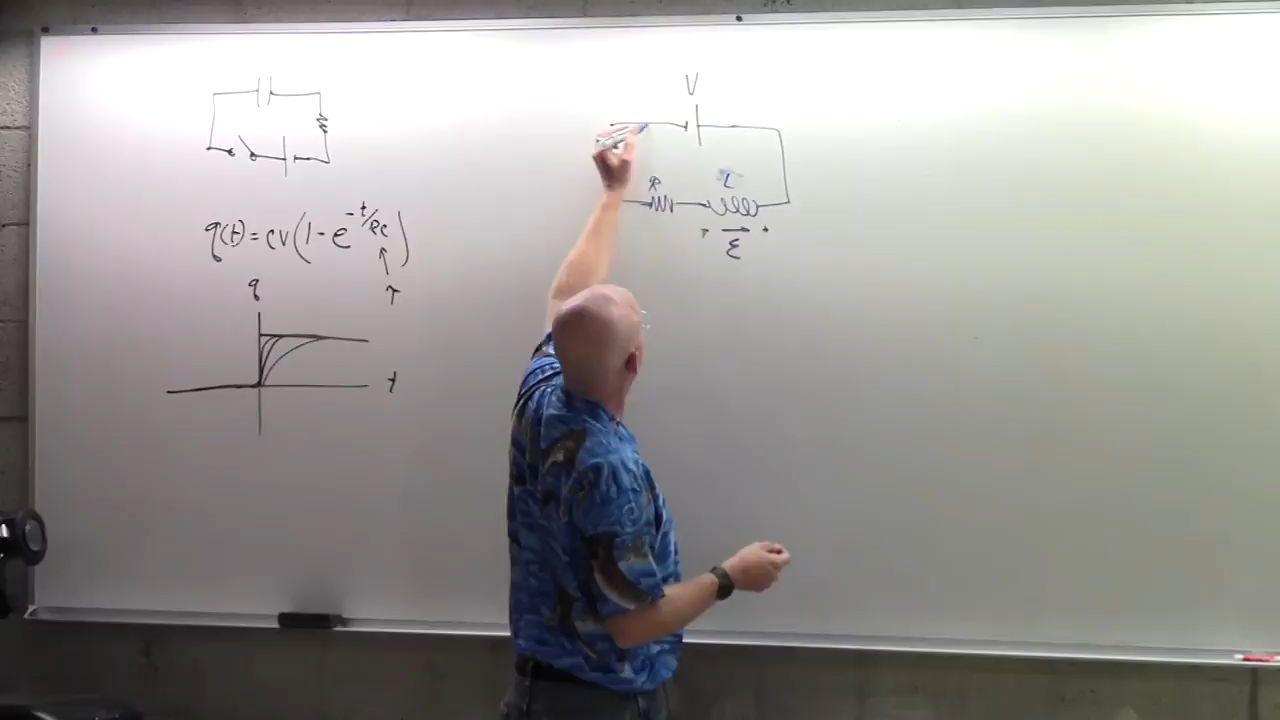 q(t) = CV(1 - e^{-t/RC})
τ
q
t
V
R
L
ε